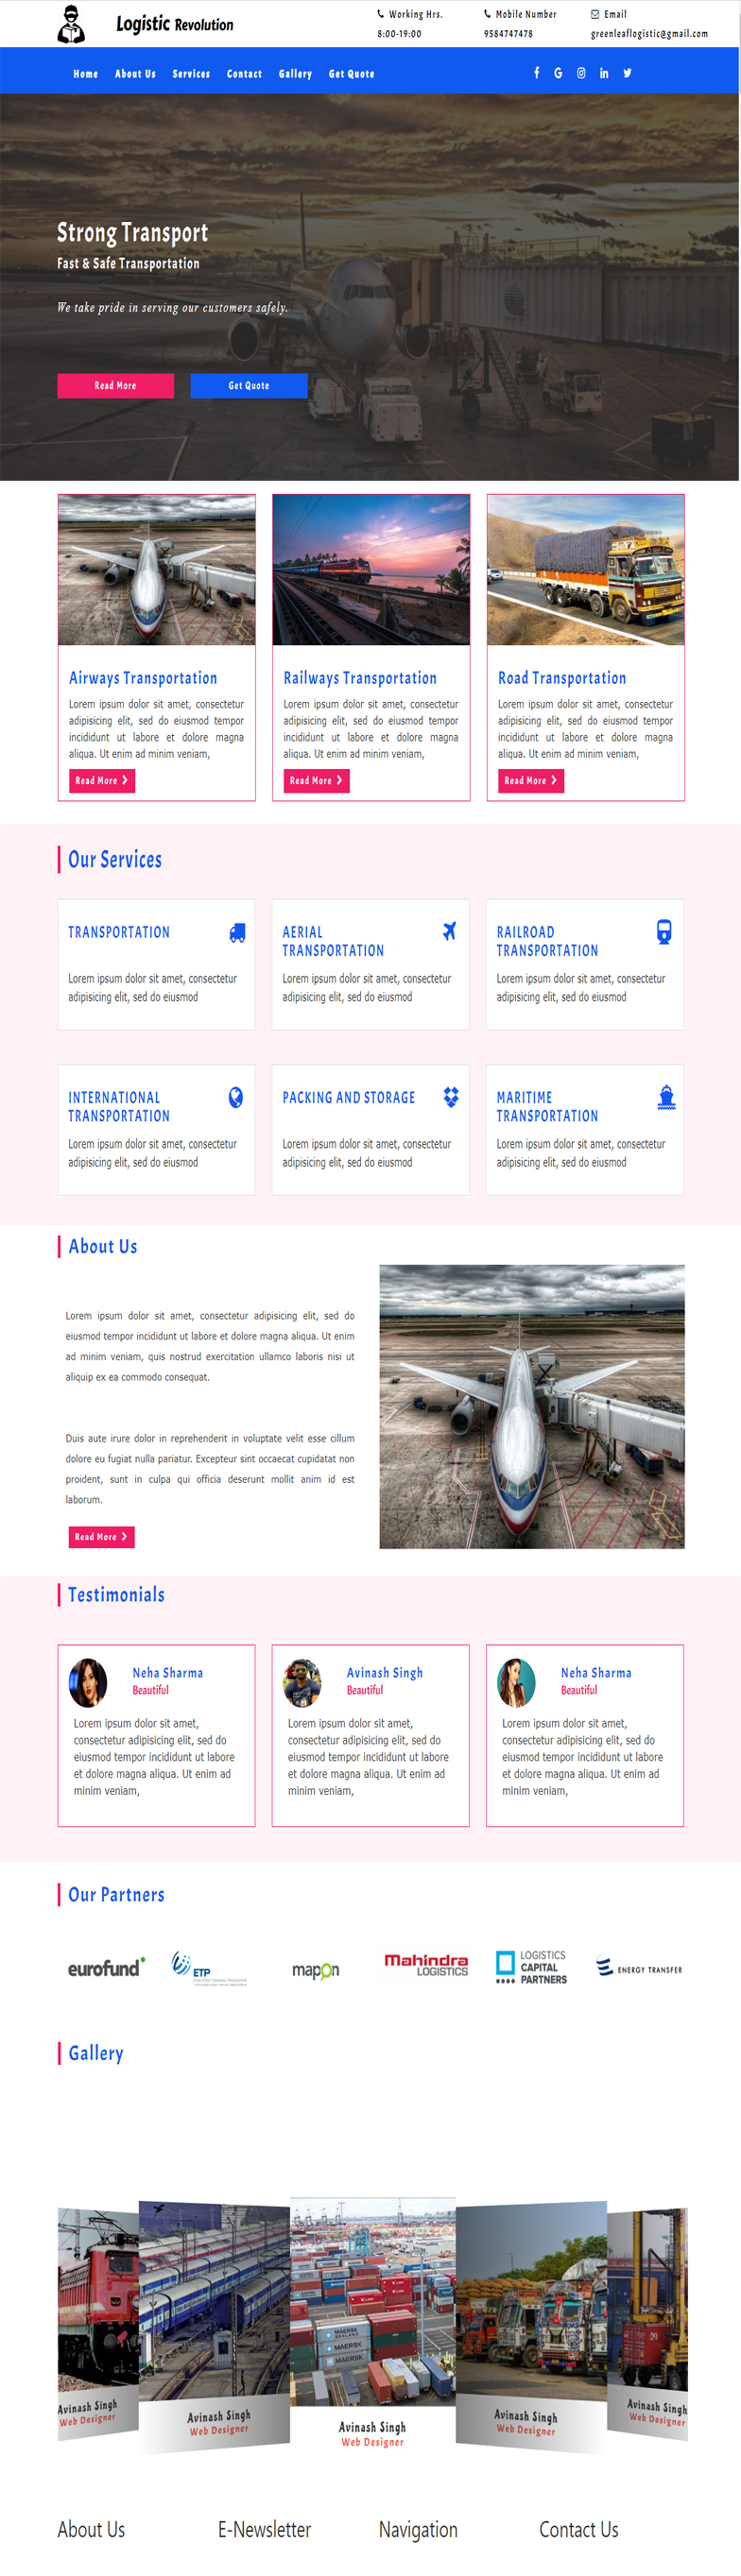 Logistic Revolution
Working Hrs.
8:00-19:00
Mobile Number
9584747478
Email
greenleaflogistic@gmail.com
Home About Us Services Contact Gallery Get Quote
Strong Transport
Fast & Safe Transportation
We take pride in serving our customers safely.
Read More
Get Quote
Airways Transportation
Lorem ipsum dolor sit amet, consectetur
adipisicing elit, sed do eiusmod tempor
incididunt ut labore et dolore magna
aliqua. Ut enim ad minim veniam,
Read More
Railways Transportation
Lorem ipsum dolor sit amet, consectetur
adipisicing elit, sed do eiusmod tempor
incididunt ut labore et dolore magna
aliqua. Ut enim ad minim veniam,
Read More
Road Transportation
Lorem ipsum dolor sit amet, consectetur
adipisicing elit, sed do eiusmod tempor
incididunt ut labore et dolore magna
aliqua. Ut enim ad minim veniam,
Read More
Our Services
TRANSPORTATION
Lorem ipsum dolor sit amet, consectetur
adipisicing elit, sed do eiusmod
AERIAL
TRANSPORTATION
Lorem ipsum dolor sit amet, consectetur
adipisicing elit, sed do eiusmod
RAILROAD
TRANSPORTATION
Lorem ipsum dolor sit amet, consectetur
adipisicing elit, sed do eiusmod
INTERNATIONAL
TRANSPORTATION
Lorem ipsum dolor sit amet, consectetur
adipisicing elit, sed do eiusmod
PACKING AND STORAGE
Lorem ipsum dolor sit amet, consectetur
adipisicing elit, sed do eiusmod
MARITIME
TRANSPORTATION
Lorem ipsum dolor sit amet, consectetur
adipisicing elit, sed do eiusmod
About Us
Lorem ipsum dolor sit amet, consectetur adipisicing elit, sed do
eiusmod tempor incididunt ut labore et dolore magna aliqua. Ut enim
ad minim veniam, quis nostrud exercitation ullamco laboris nisi ut
aliquip ex ea commodo consequat.
Duis aute irure dolor in reprehenderit in voluptate velit esse cillum
dolore eu fugiat nulla pariatur. Excepteur sint occaecat cupidatat non
proident, sunt in culpa qui officia deserunt mollit anim id est
laborum.
Read More
Testimonials
Neha Sharma
Beautiful
Lorem ipsum dolor sit amet,
consectetur adipisicing elit, sed do
eiusmod tempor incididunt ut labore
et dolore magna aliqua. Ut enim ad
minim veniam,
Avinash Singh
Beautiful
Lorem ipsum dolor sit amet,
consectetur adipisicing elit, sed do
eiusmod tempor incididunt ut labore
et dolore magna aliqua. Ut enim ad
minim veniam,
Neha Sharma
Beautiful
Lorem ipsum dolor sit amet,
consectetur adipisicing elit, sed do
eiusmod tempor incididunt ut labore
et dolore magna aliqua. Ut enim ad
minim veniam,
Our Partners
eurofund
ETP
mapon
Mahindra
LOGISTICS
LOGISTICS
CAPITAL
PARTNERS
ENERGY TRANSFER
Gallery
MAERSK
MAERSK
MAERSK
Avinash Singh
Web Designer
Avinash Singh
Web Designer
Avinash Singh
Web Designer
Avinash Singh
Web Designer
Avinash Singh
Web Designer
About Us
E-Newsletter
Navigation
Contact Us